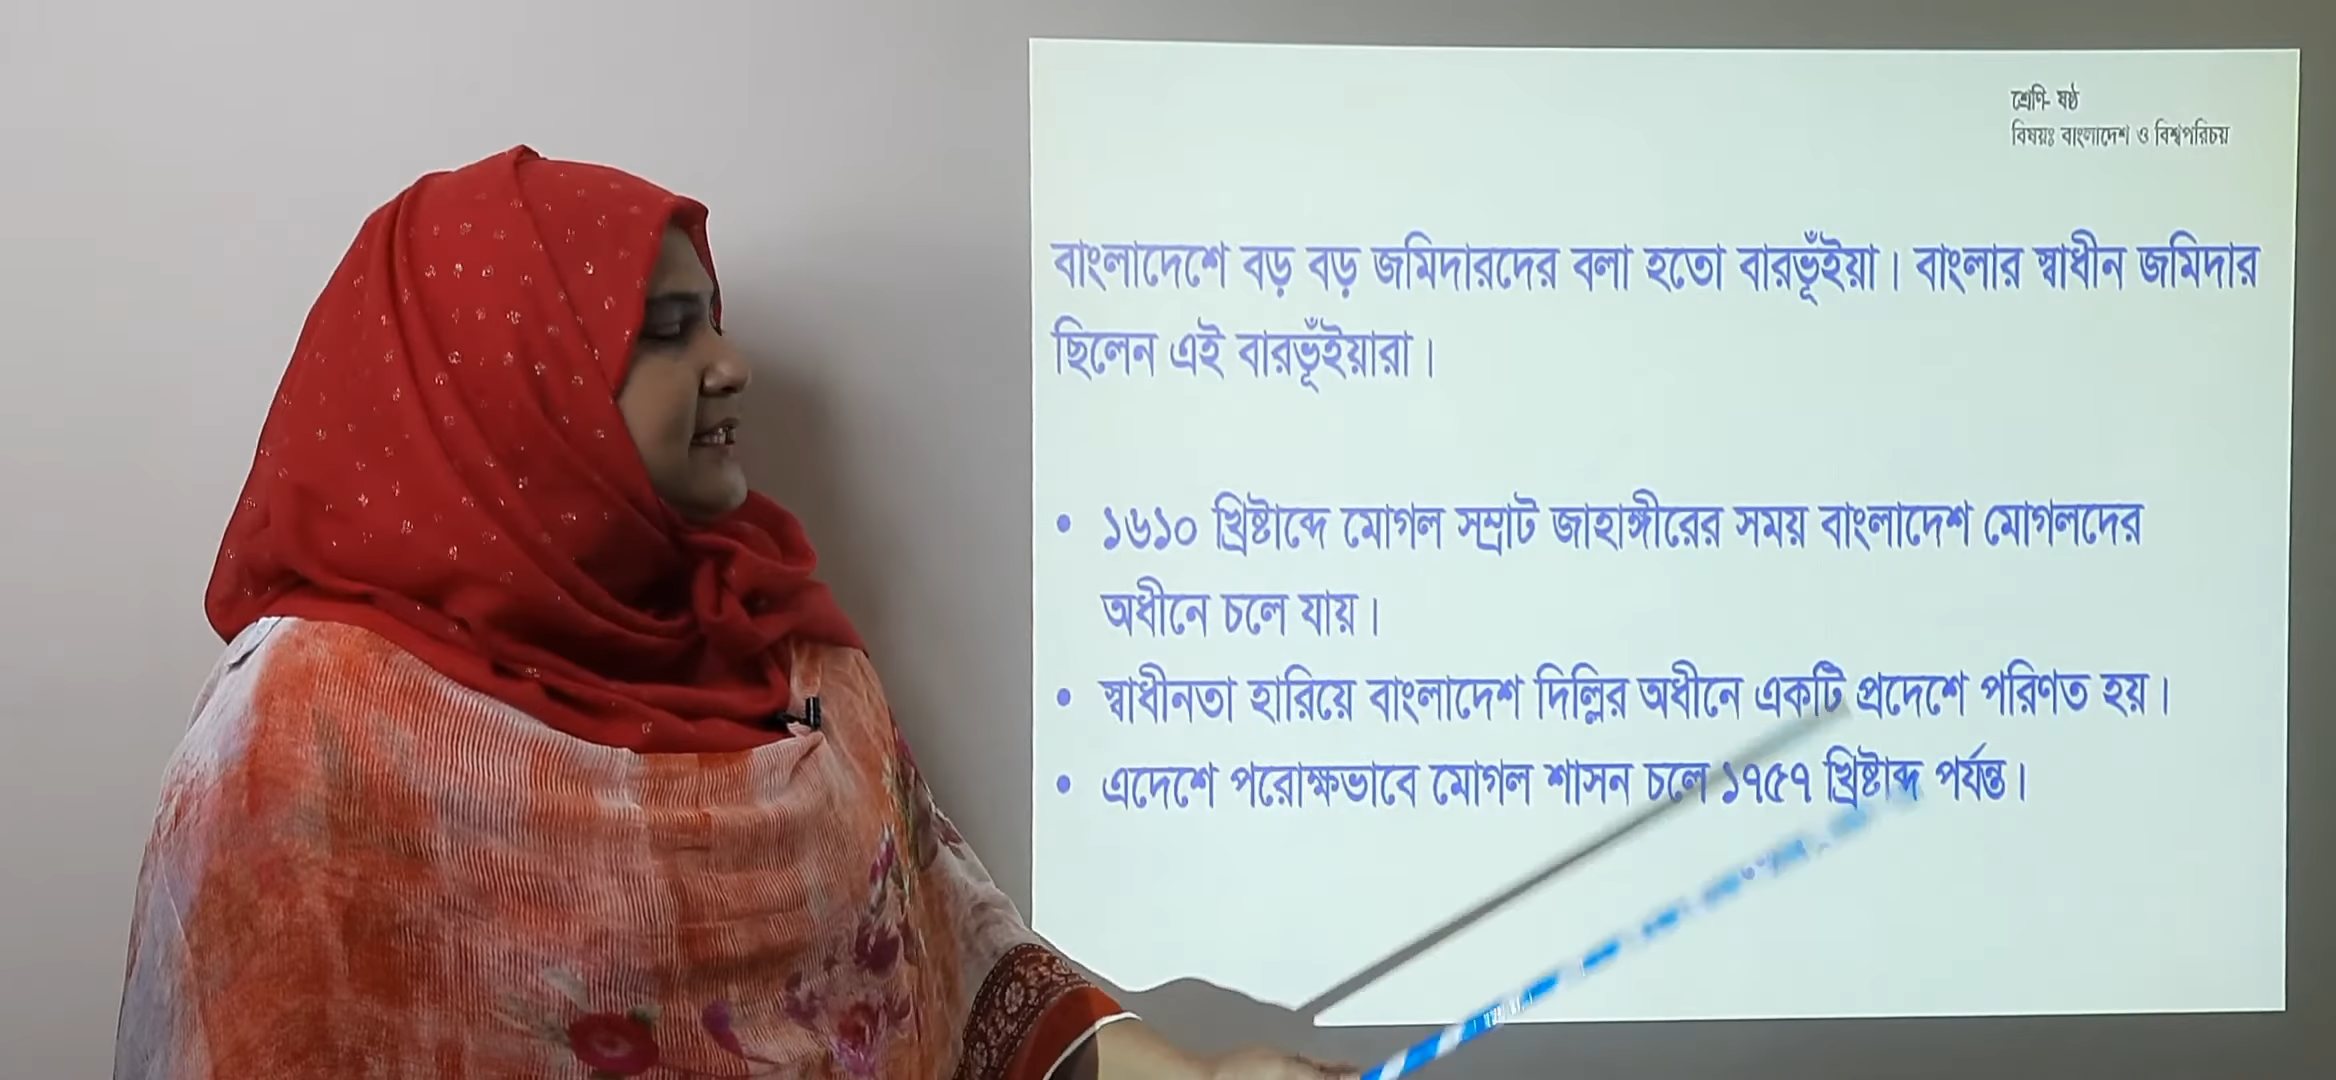 শ্রেণি- ষষ্ঠ
বিষয়ঃ বাংলাদেশ ও বিশ্বপরিচয়
বাংলাদেশে বড় বড় জমিদারদের বলা হতো বারভূঁইয়া। বাংলার স্বাধীন জমিদার
ছিলেন এই বারভূঁইয়ারা।
• ১৬১০ খ্রিষ্টাব্দে মোগল সম্রাট জাহাঙ্গীরের সময় বাংলাদেশ মোগলদের
অধীনে চলে যায়।
• স্বাধীনতা হারিয়ে বাংলাদেশ দিল্লির অধীনে একটি প্রদেশে পরিণত হয়।
• এদেশে পরোক্ষভাবে মোগল শাসন চলে ১৭৫৭ খ্রিষ্টাব্দ পর্যন্ত।